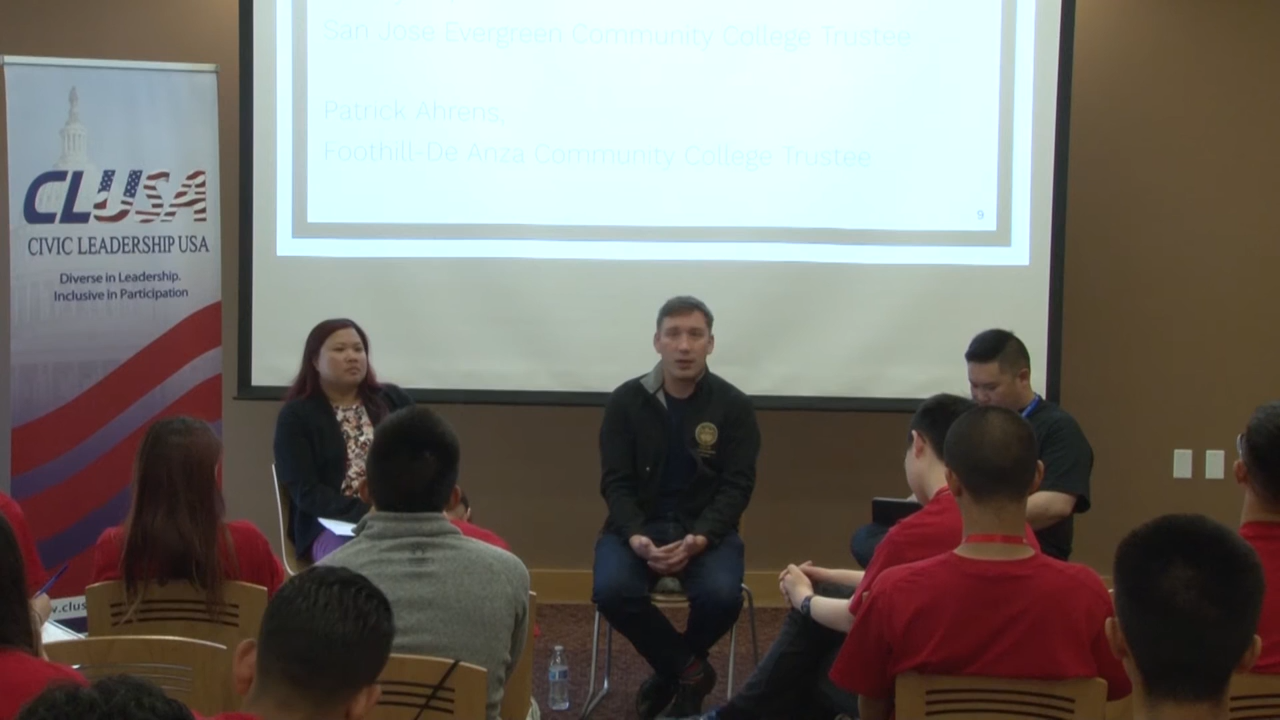 San Jose Evergreen Community College Trustee
Patrick Ahrens,
Foothill-De Anza Community College Trustee
9
CLUSA
CIVIC LEADERSHIP USA
Diverse in Leadership.
Inclusive in Participation